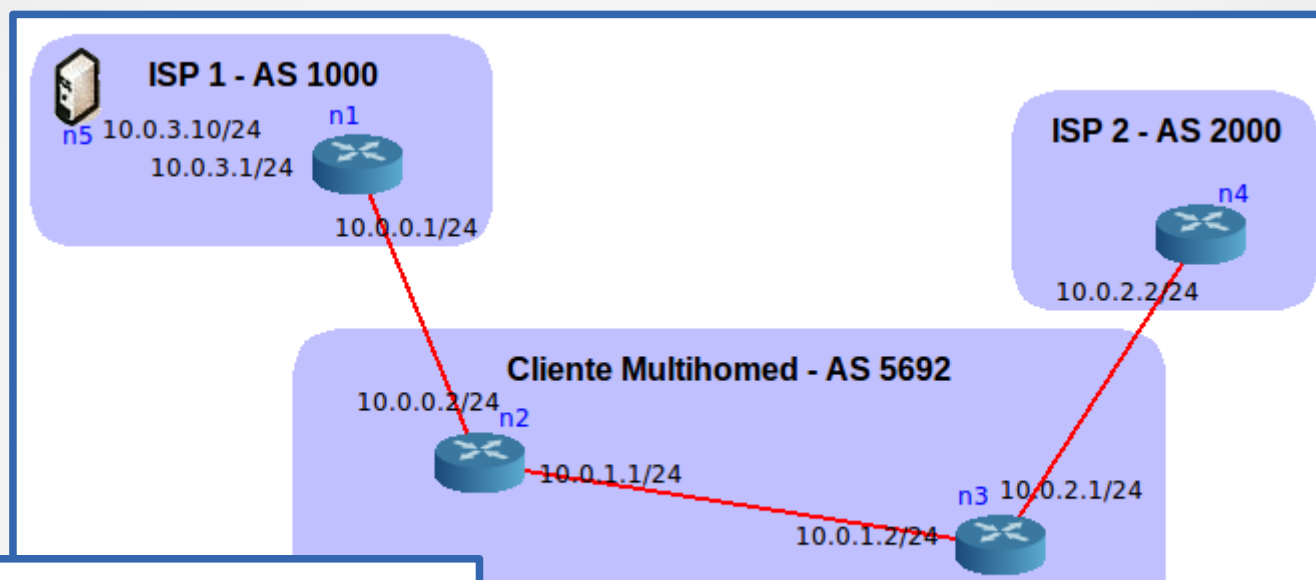 ISP 1 - AS 1000
n1
n5 10.0.3.10/24
10.0.3.1/24
10.0.0.1/24
ISP 2 - AS 2000
n4
10.0.2.2/24
Cliente Multihomed - AS 5692
10.0.0.2/24
n2
10.0.1.1/24
n3 10.0.2.1/24
10.0.1.2/24